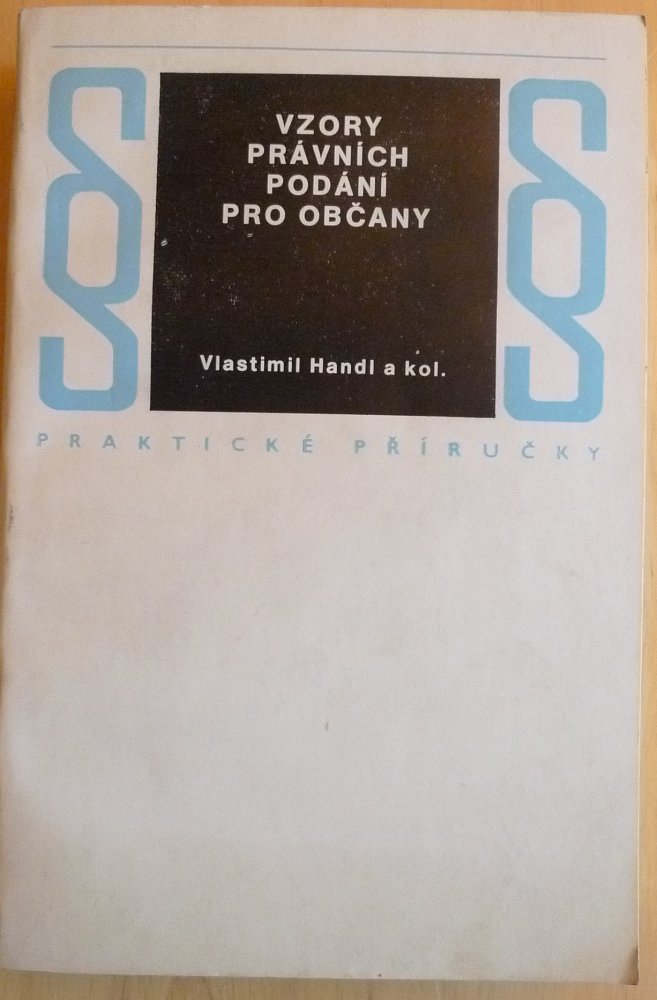 VZORY
PRÁVNÍCH
PODÁNÍ
PRO OBČANY
Vlastimil Handl a kol.
PRAKTICKÉ PŘÍRUČKY